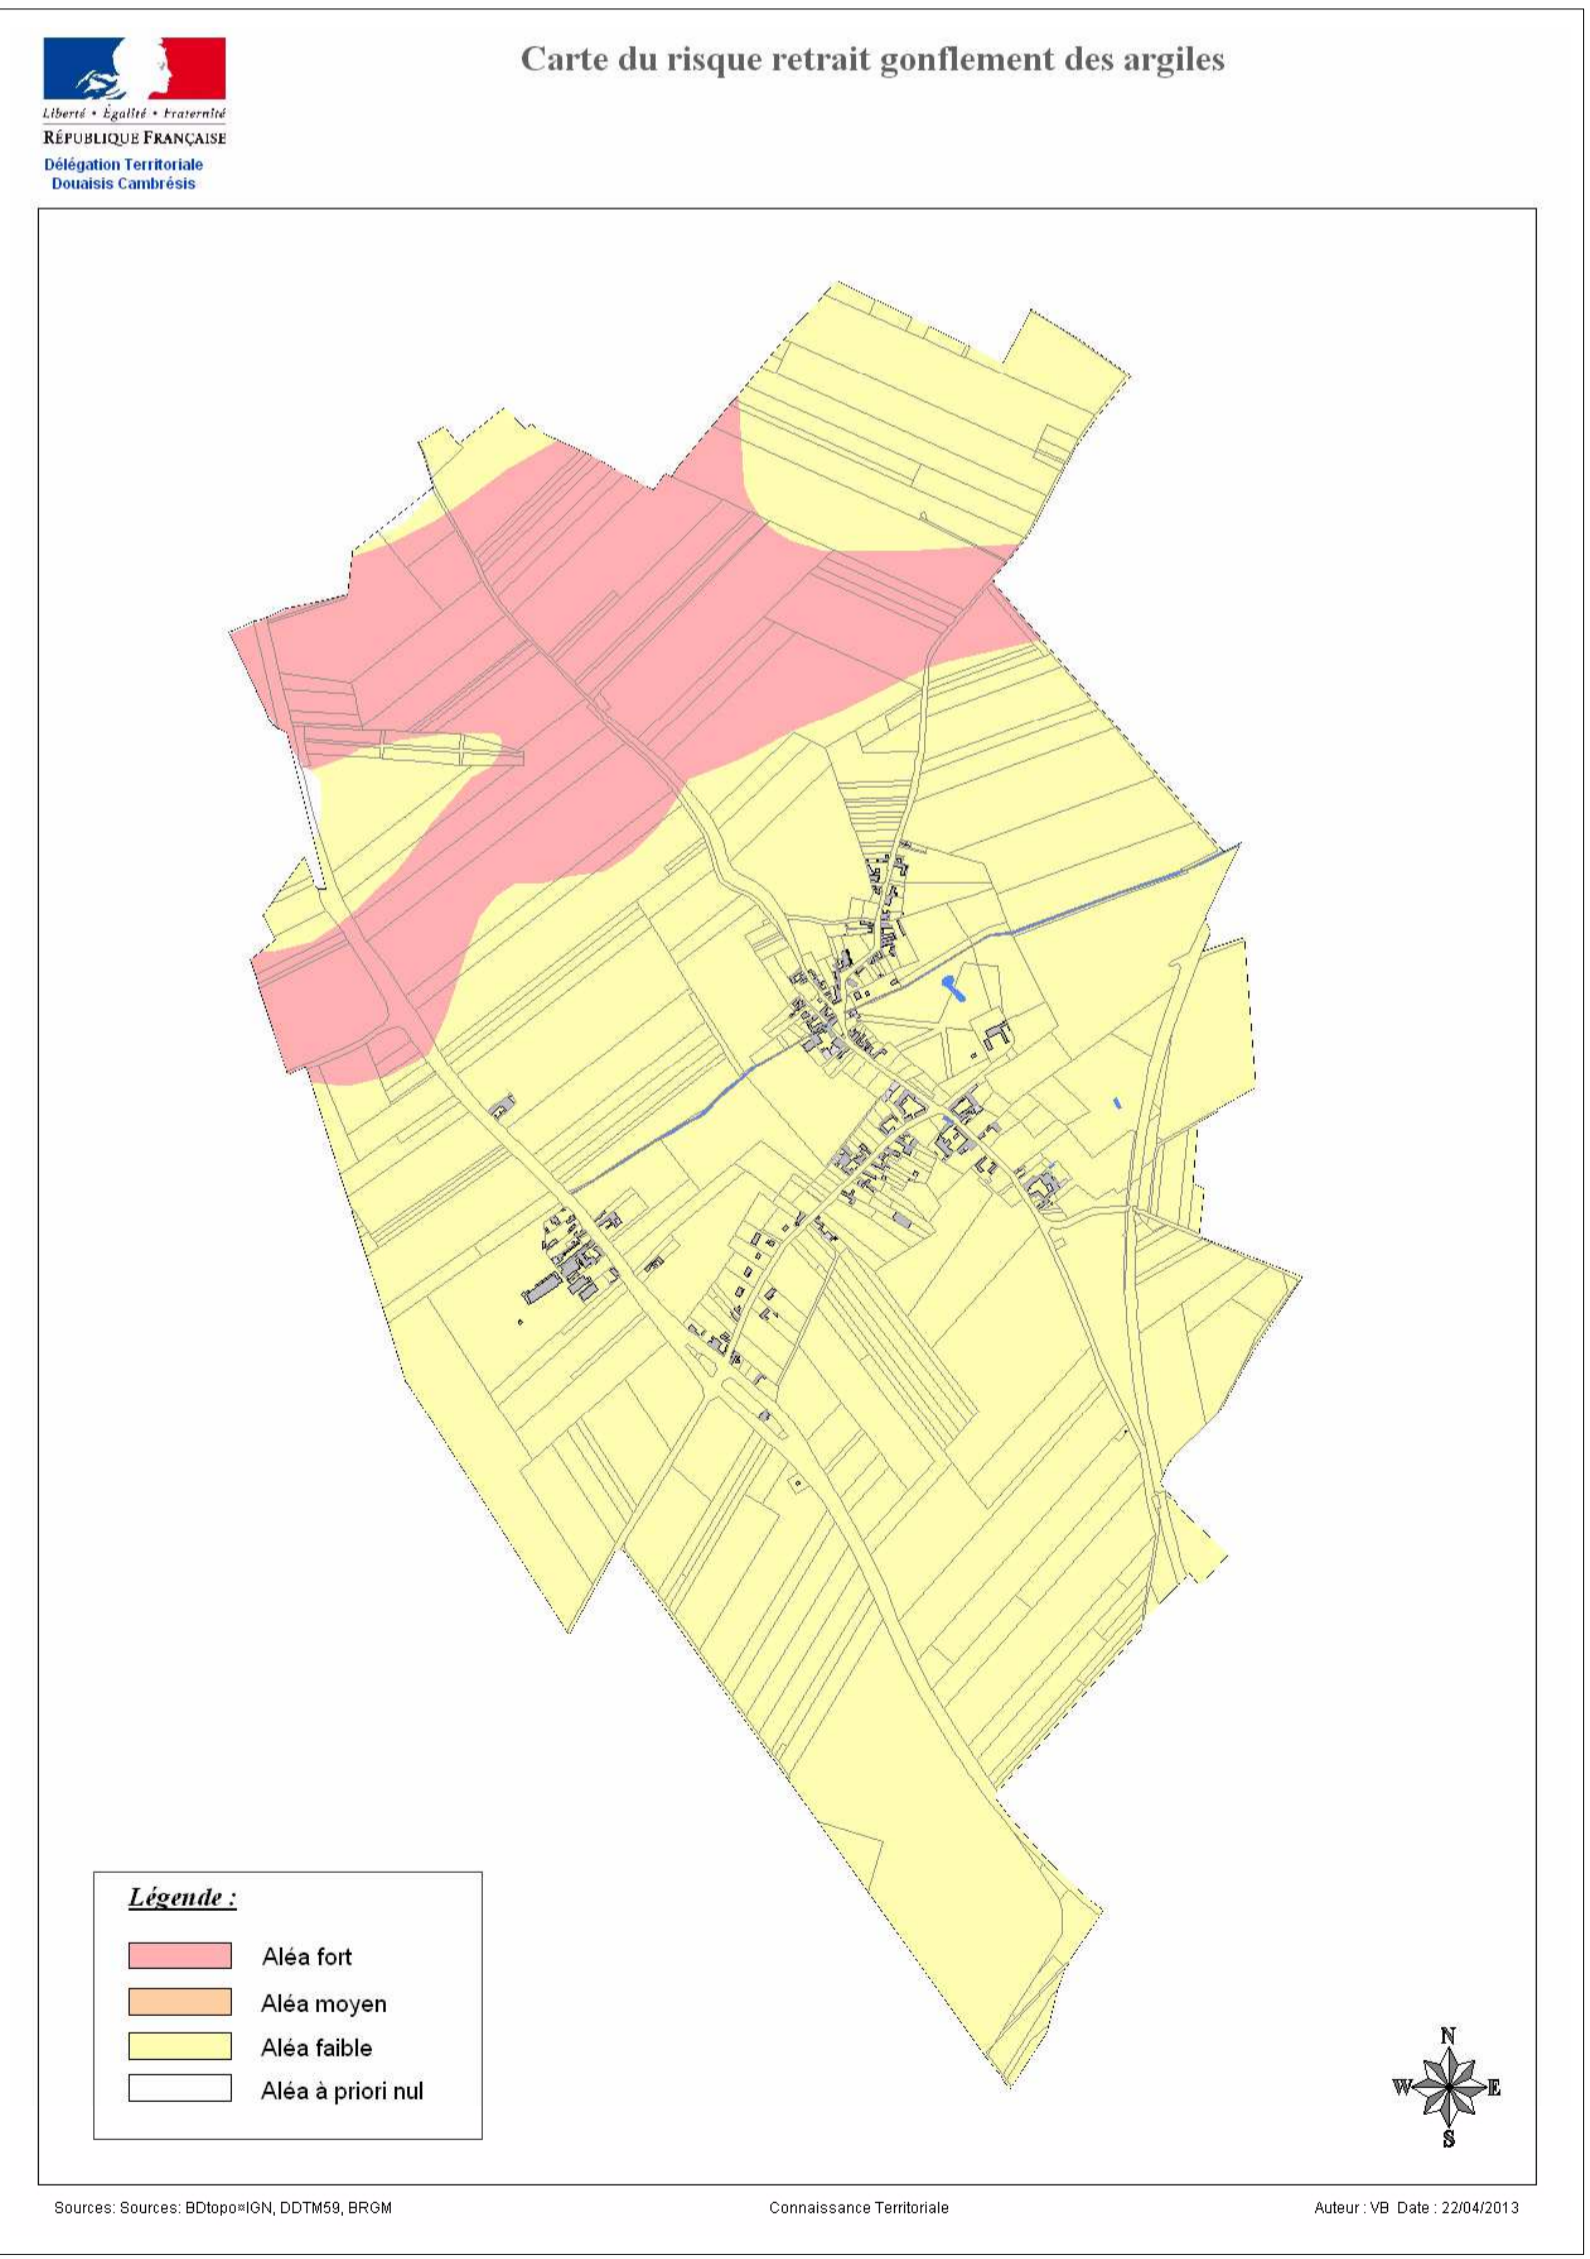 Carte du risque retrait gonflement des argiles
Liberté • Égalité • Fraternité
RÉPUBLIQUE FRANÇAISE
Délégation Territoriale
Douaisis Cambrésis
Légende :
Aléa fort
Aléa moyen
Aléa faible
Aléa à priori nul
N
W E
S
Sources: Sources: BDtopo¤IGN, DDTM59, BRGM
Connaissance Territoriale
Auteur : VB Date : 22/04/2013